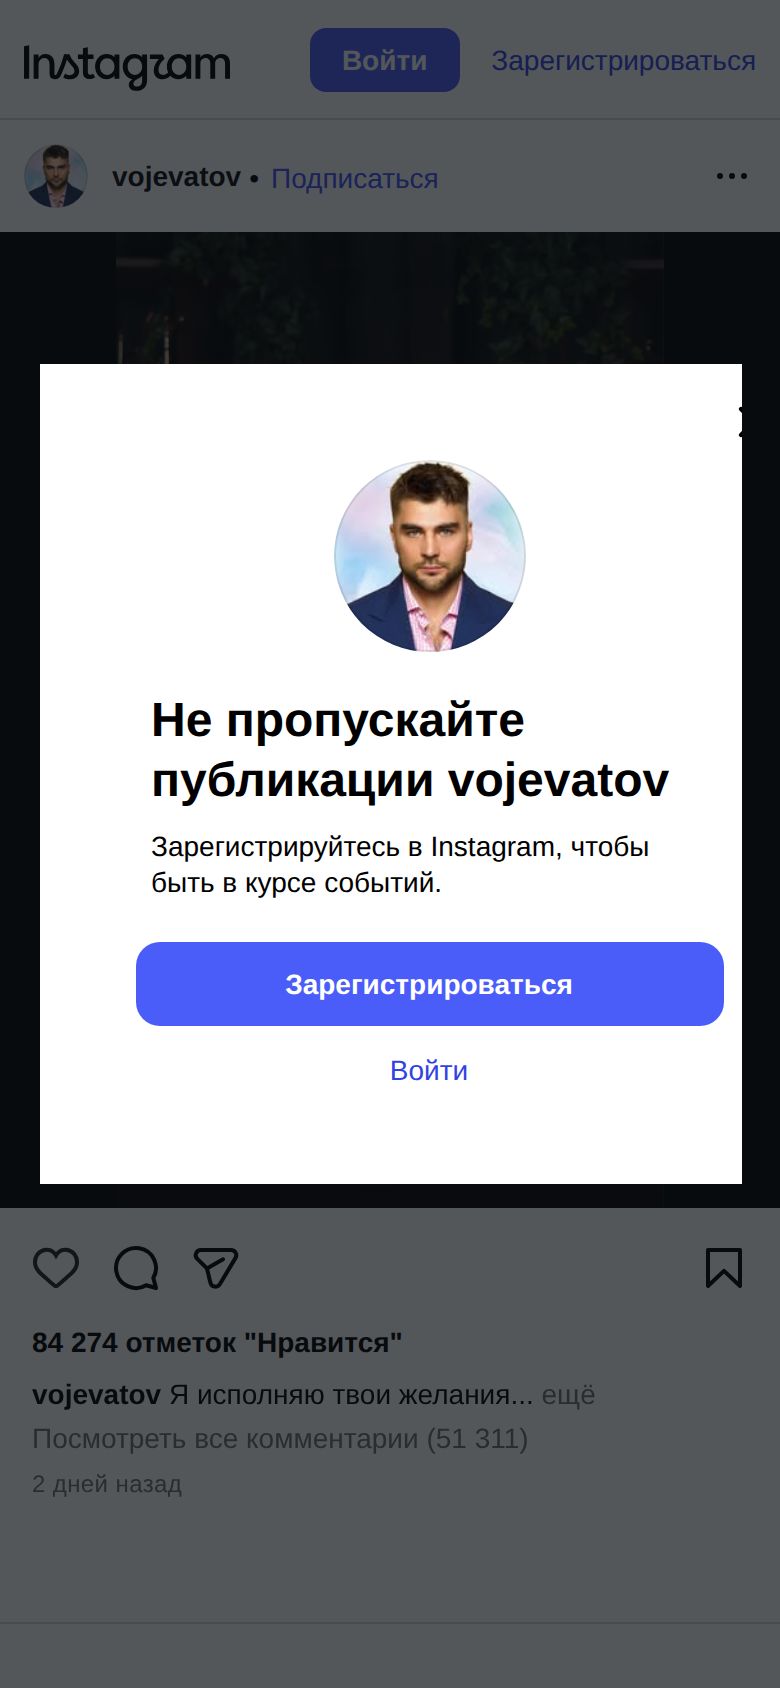 Instagram
Войти
Зарегистрироваться
vojevatov • Подписаться
Не пропускайте
публикации vojevatov
Зарегистрируйтесь в Instagram, чтобы
быть в курсе событий.
Зарегистрироваться
Войти
84 274 отметок "Нравится"
vojevatov Я исполняю твои желания... ещё
Посмотреть все комментарии (51 311)
2 дней назад